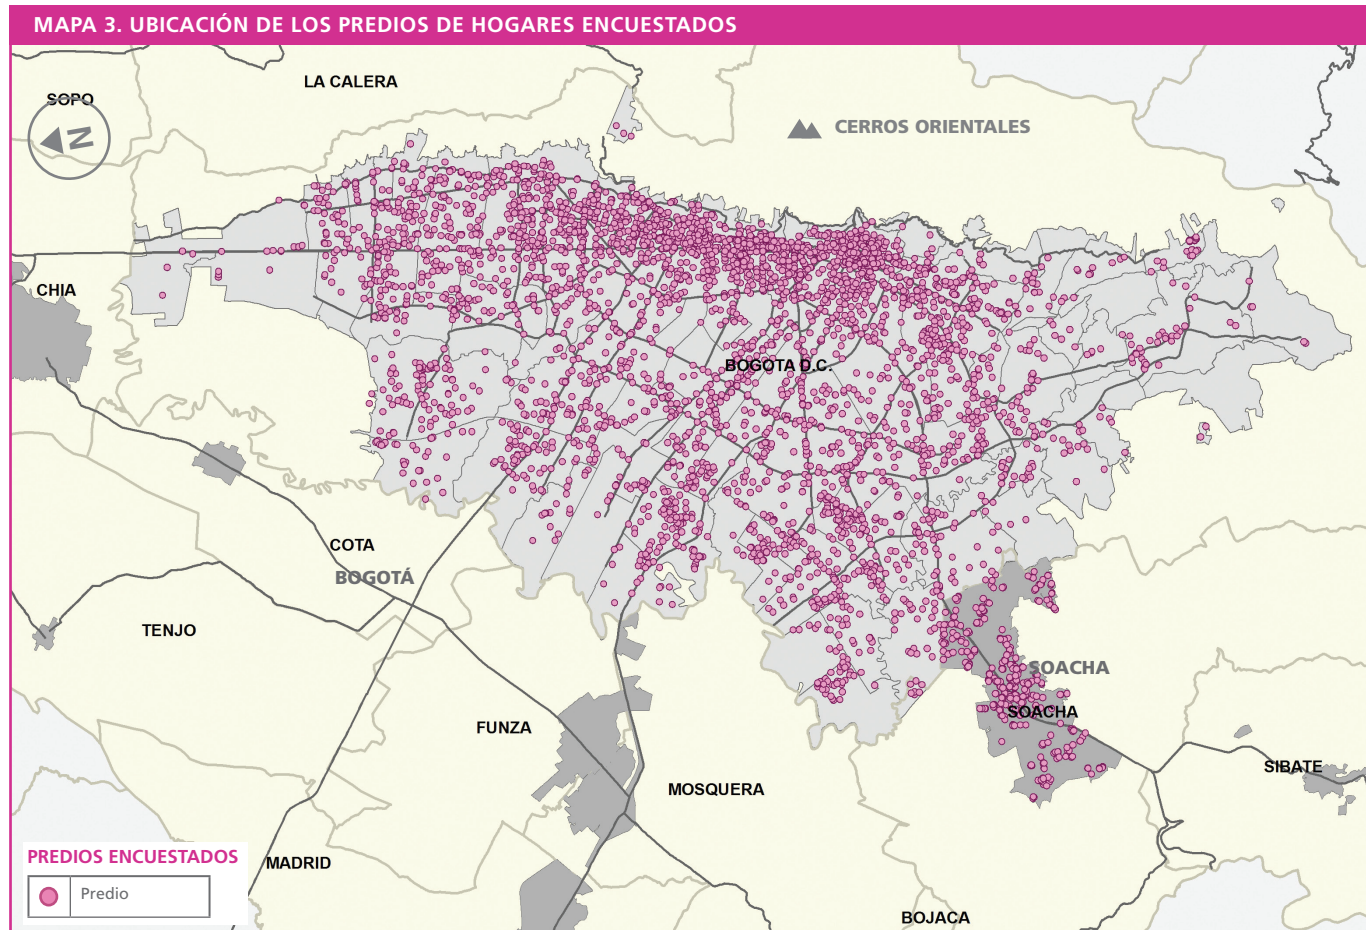 MAPA 3. UBICACIÓN DE LOS PREDIOS DE HOGARES ENCUESTADOS
LA CALERA
SOPO
N
CERROS ORIENTALES
CHIA
BOGOTA D.C.
COTA
BOGOTÁ
TENJO
SOACHA
SOACHA
FUNZA
SIBATE
MOSQUERA
PREDIOS ENCUESTADOS
MADRID
Predio
BOJACA